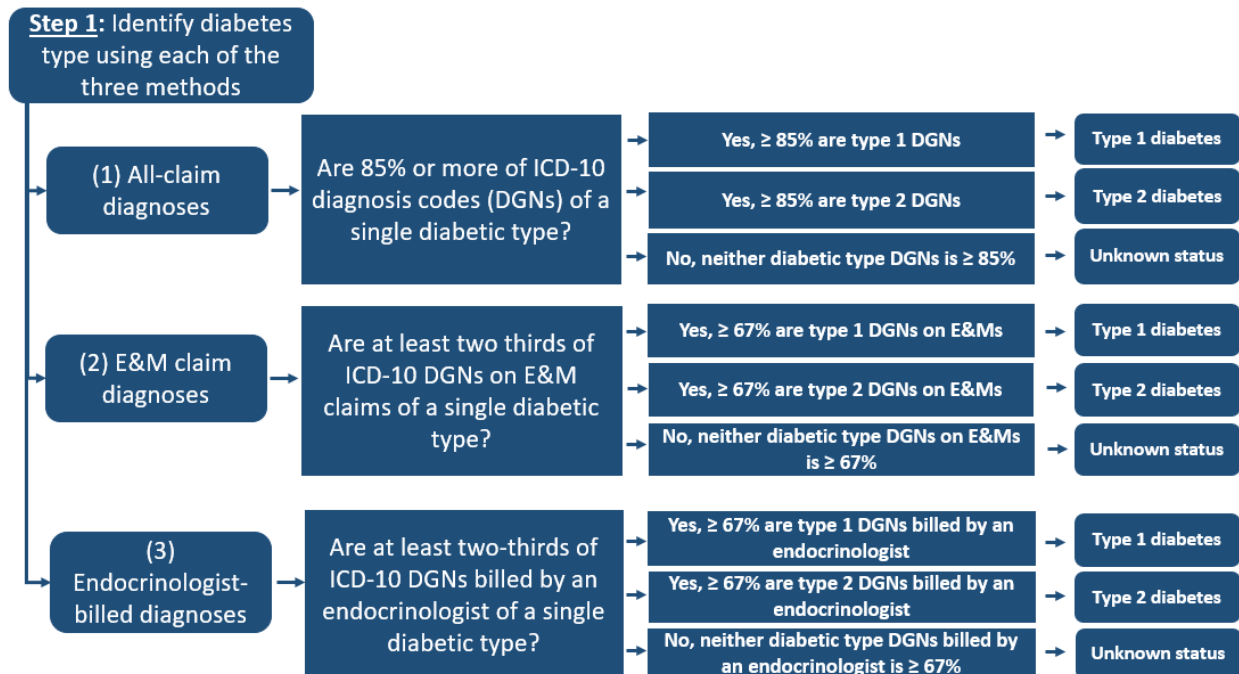 Step 1: Identify diabetes
type using each of the
three methods
(1) All-claim
diagnoses
Are 85% or more of ICD-10
diagnosis codes (DGNs) of a
single diabetic type?
Yes, ≥ 85% are type 1 DGNs
Type 1 diabetes
Yes, ≥ 85% are type 2 DGNs
Type 2 diabetes
No, neither diabetic type DGNs is ≥ 85%
Unknown status
(2) E&M claim
diagnoses
Are at least two thirds of
ICD-10 DGNs on E&M
claims of a single diabetic
type?
Yes, ≥ 67% are type 1 DGNs on E&Ms
Type 1 diabetes
Yes, ≥ 67% are type 2 DGNs on E&Ms
Type 2 diabetes
No, neither diabetic type DGNs on E&Ms
is ≥ 67%
Unknown status
(3)
Endocrinologist-
billed diagnoses
Are at least two-thirds of
ICD-10 DGNs billed by an
endocrinologist of a single
diabetic type?
Yes, ≥ 67% are type 1 DGNs billed by an
endocrinologist
Type 1 diabetes
Yes, ≥ 67% are type 2 DGNs billed by an
endocrinologist
Type 2 diabetes
No, neither diabetic type DGNs billed by
an endocrinologist is ≥ 67%
Unknown status